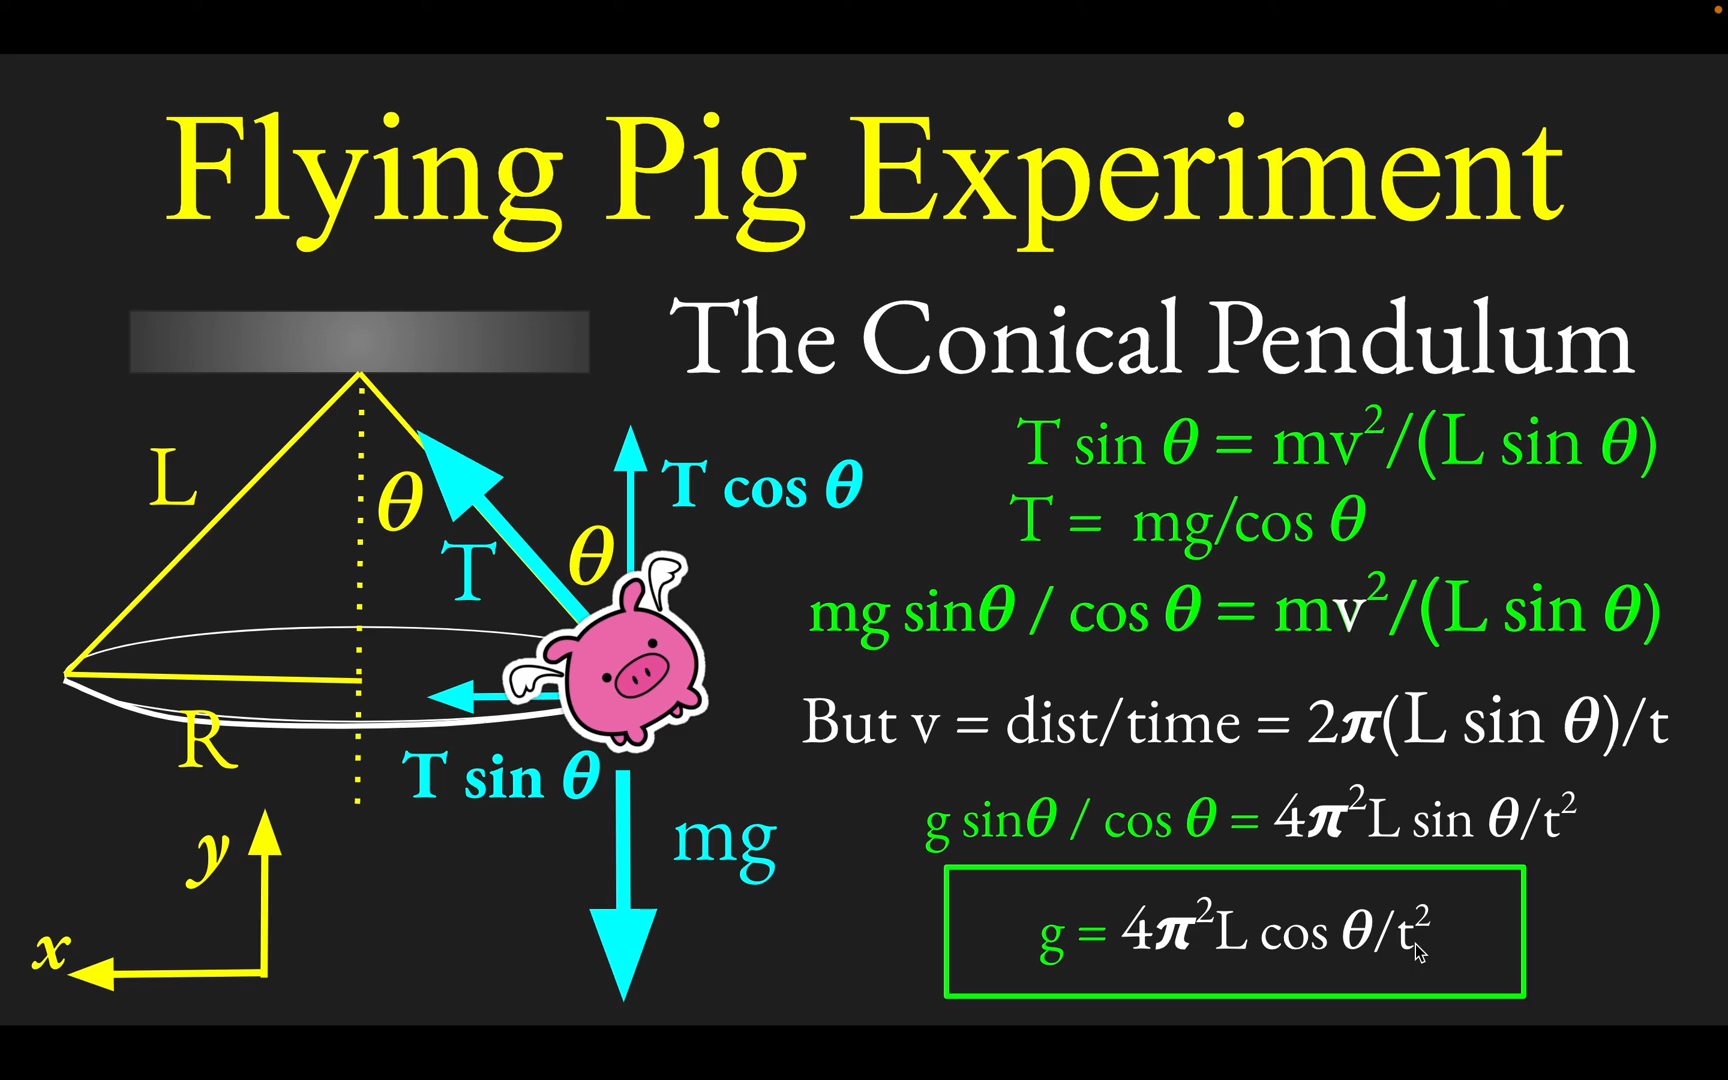 Flying Pig Experiment
The Conical Pendulum
T sin θ = mv²/(L sin θ)
T = mg/cos θ
mg sinθ / cos θ = mv²/(L sin θ)
But v = dist/time = 2π(L sin θ)/t
g sinθ / cos θ = 4π²L sin θ/t²
g = 4π²L cos θ/t²
L
θ
T
θ
T cos θ
R
T sin θ
mg
y
x